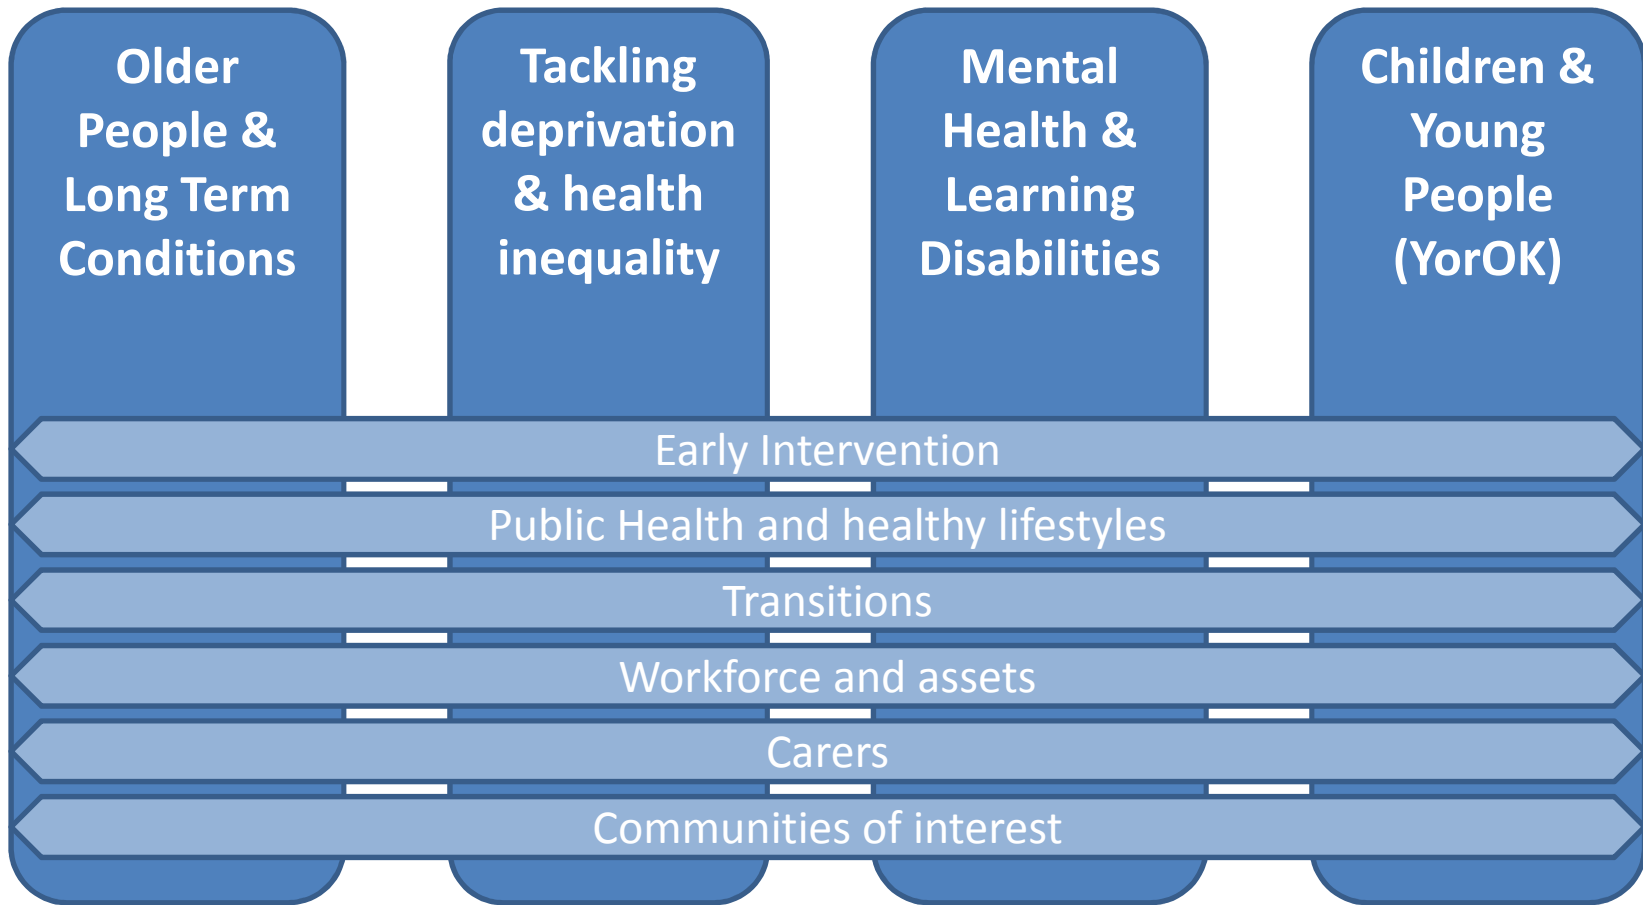 Older
People &
Long Term
Conditions
Tackling
deprivation
& health
inequality
Mental
Health &
Learning
Disabilities
Children &
Young
People
(YorOK)
Early Intervention
Public Health and healthy lifestyles
Transitions
Workforce and assets
Carers
Communities of interest